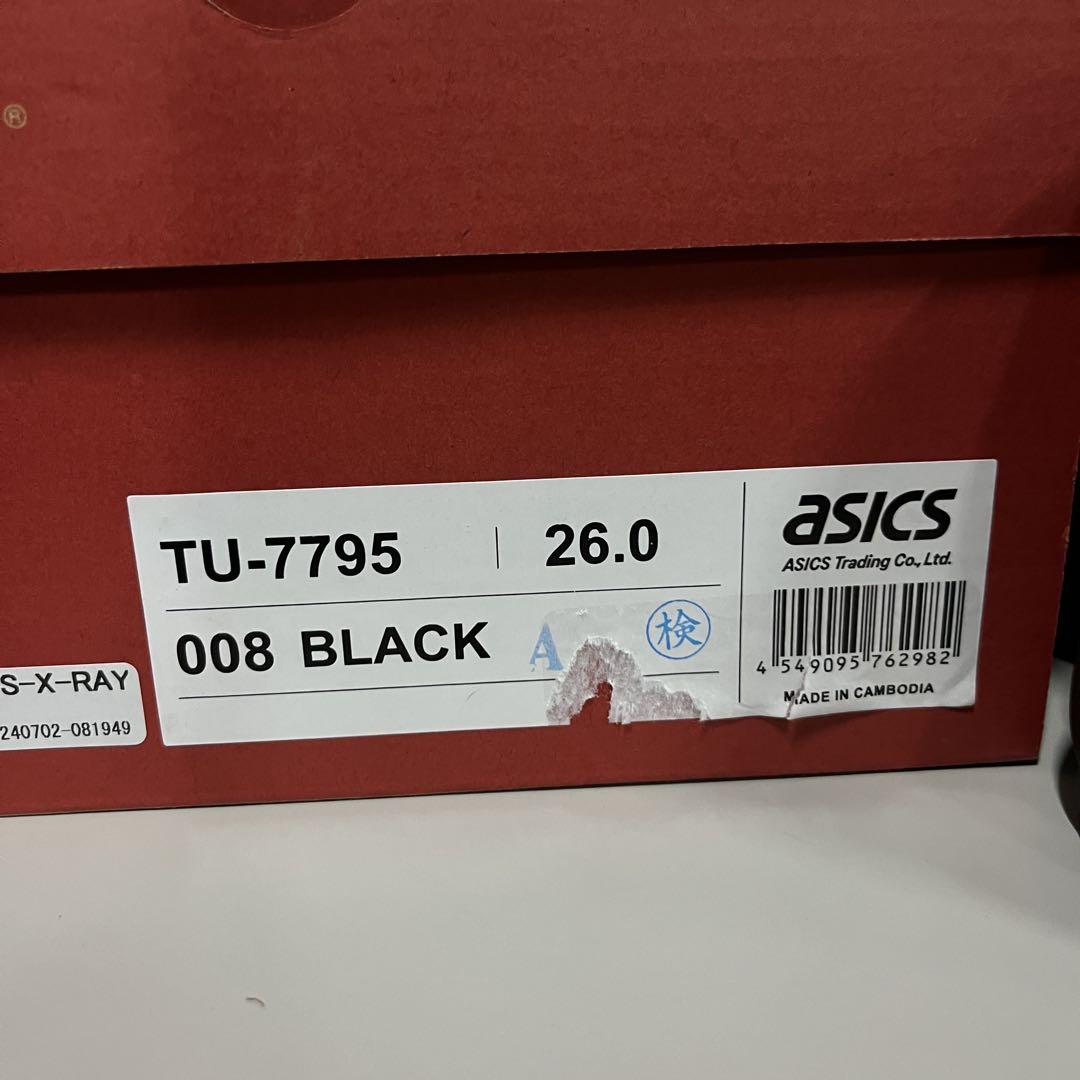 ®
TU-7795 | 26.0
008 BLACK A 検
asics
ASICS Trading Co., Ltd.
4 549095 762982
MADE IN CAMBODIA
S-X-RAY
240702-081949